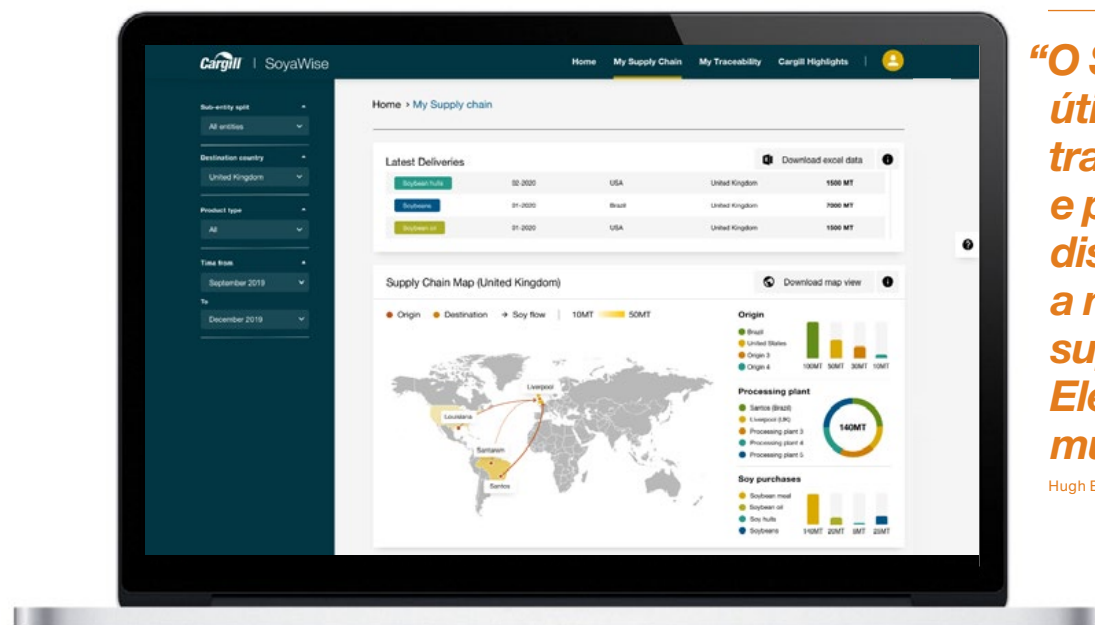 Cargill | SoyaWise
Home My Supply Chain My Traceability Cargill Highlights
Sub-entity split
All entities
Destination country
United Kingdom
Product type
All
Time from
September 2019
To
December 2019
Home › My Supply chain
Latest Deliveries
Download excel data
Soybean hulls 02-2020 USA United Kingdom 1500 MT
Soybeans 01-2020 Brazil United Kingdom 7000 MT
Soybean oil 01-2020 USA United Kingdom 1500 MT
Supply Chain Map (United Kingdom)
Download map view
Origin Destination → Soy flow | 10MT 50MT
Liverpool
Louisiana
Santarem
Santos
Origin
Brazil
United States
Origin 3
Origin 4
100MT 50MT 30MT 10MT
Processing plant
Santos (Brazil)
Liverpool (UK)
Processing plant 3
Processing plant 4
Processing plant 5
140MT
Soy purchases
Soybean meal
Soybean oil
Soy hulls
Soybeans
140MT 20MT 25MT
“O
úti
tra
e p
dis
a
su
Ele
mu
Hugh